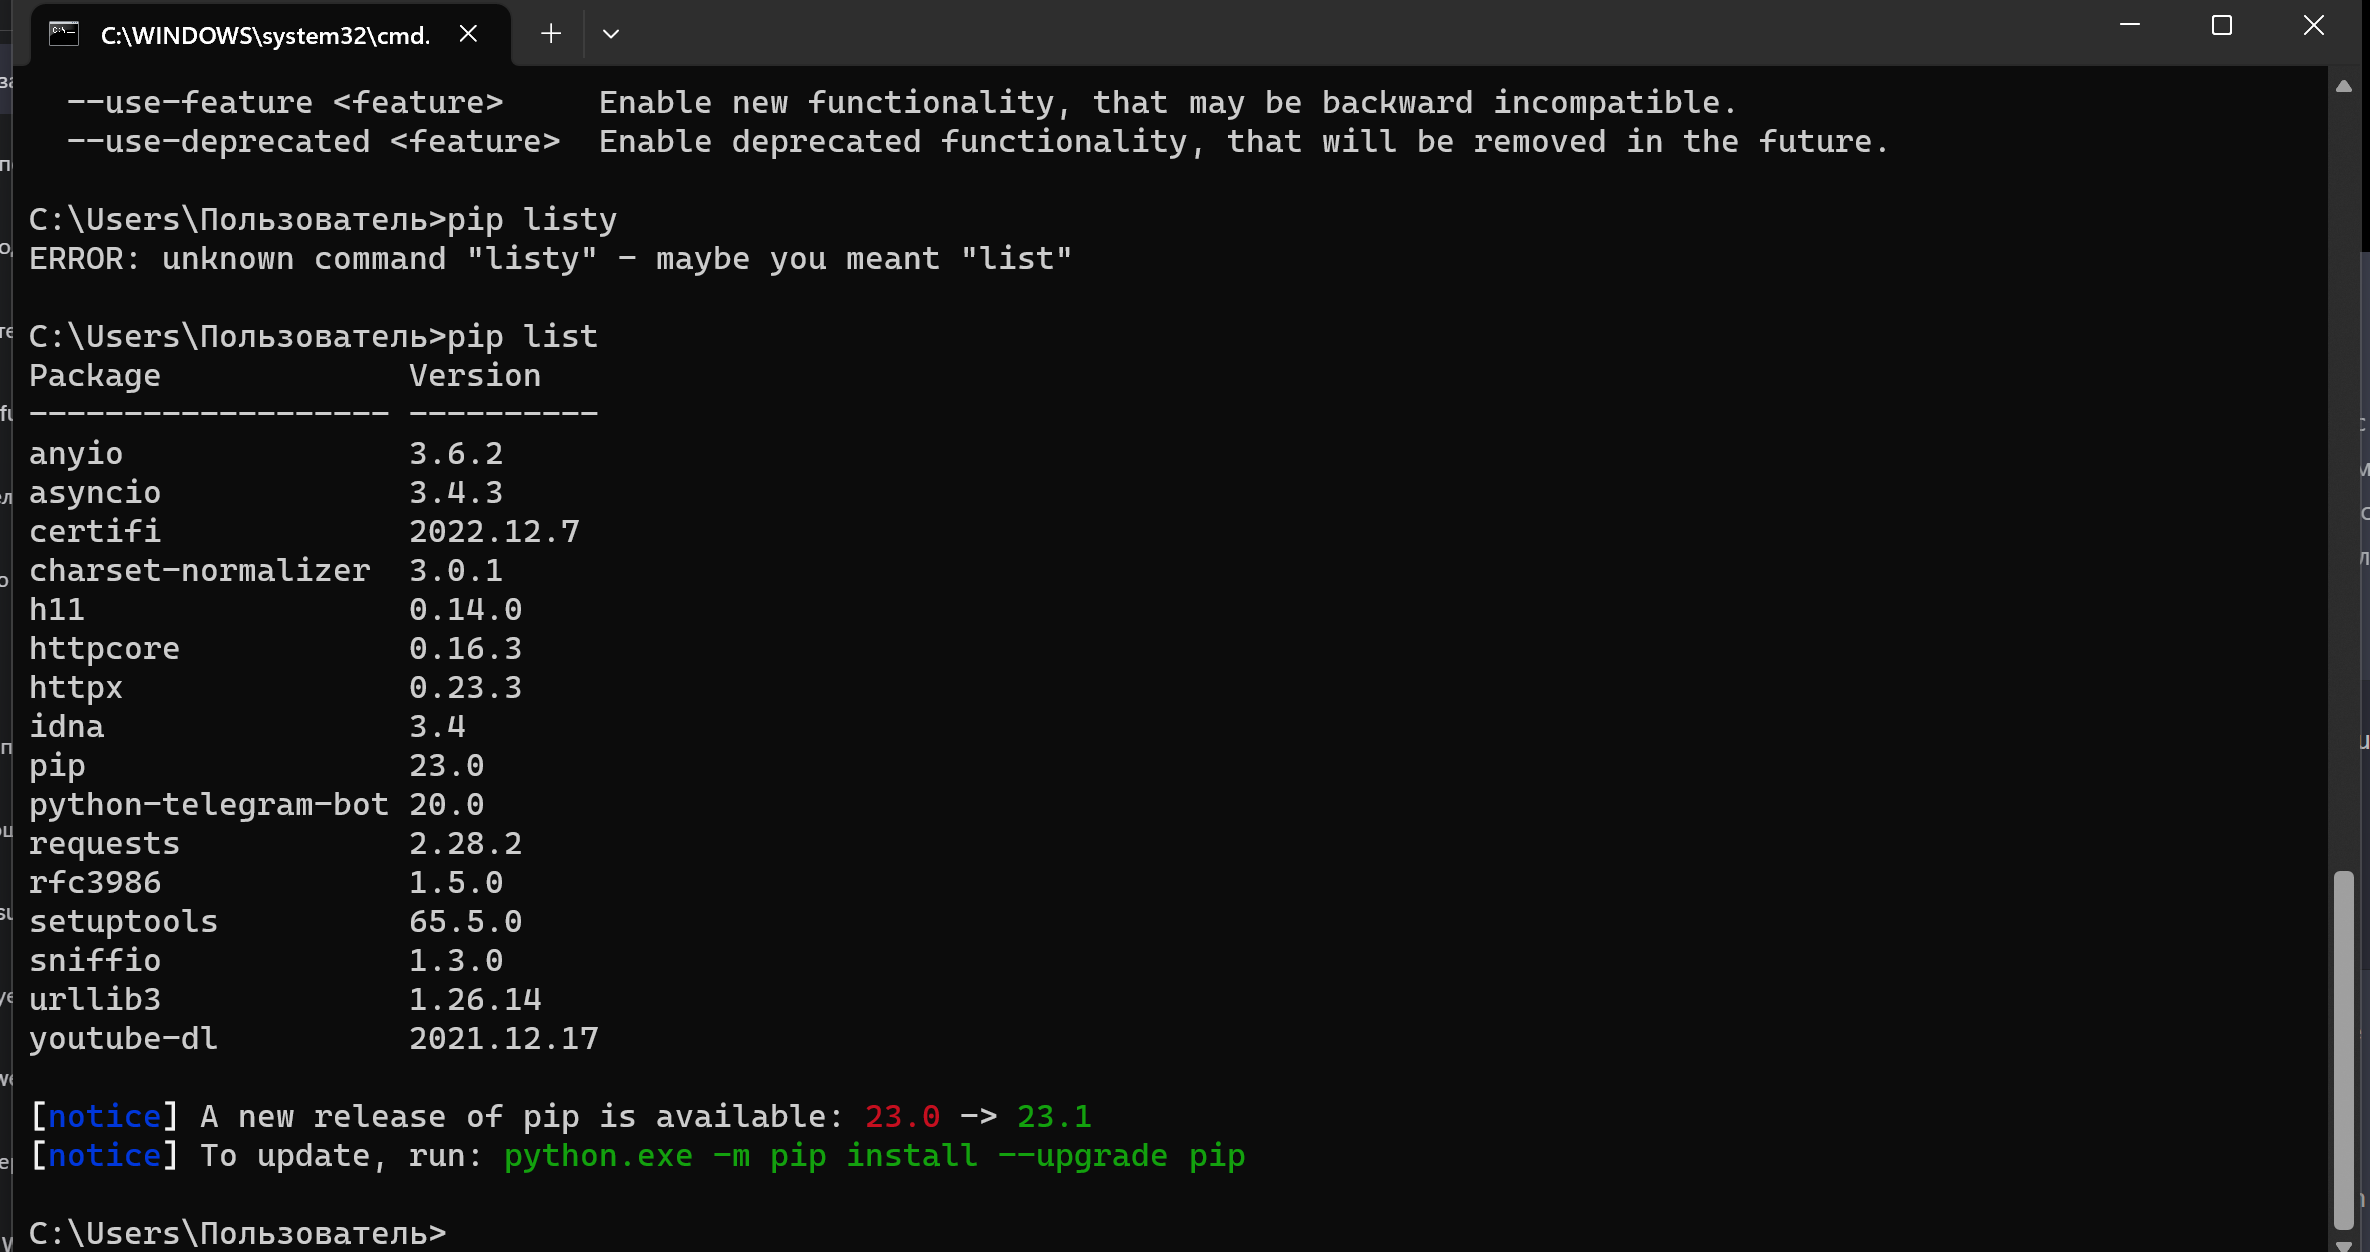 C:\WINDOWS\system32\cmd.
--use-feature <feature>     Enable new functionality, that may be backward incompatible.
--use-deprecated <feature>  Enable deprecated functionality, that will be removed in the future.
C:\Users\Пользователь>pip listy
ERROR: unknown command "listy" - maybe you meant "list"
C:\Users\Пользователь>pip list
Package             Version
------------------- ----------
anyio               3.6.2
asyncio             3.4.3
certifi             2022.12.7
charset-normalizer  3.0.1
h11                 0.14.0
httpcore            0.16.3
httpx               0.23.3
idna                3.4
pip                 23.0
python-telegram-bot 20.0
requests            2.28.2
rfc3986             1.5.0
setuptools          65.5.0
sniffio             1.3.0
urllib3             1.26.14
youtube-dl          2021.12.17
[notice] A new release of pip is available: 23.0 -> 23.1
[notice] To update, run: python.exe -m pip install --upgrade pip
C:\Users\Пользователь>